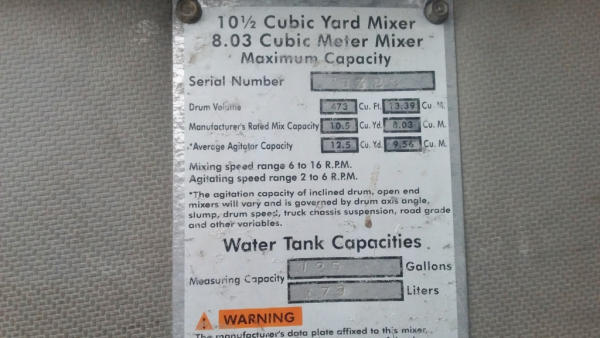 10½ Cubic Yard Mixer
8.03 Cubic Meter Mixer
Maximum Capacity
Serial Number
Drum Volume 473 Cu. Ft. 13.39 Cu. M.
Manufacturer's Rated Mix Capacity 10.5 Cu. Yd. 8.03 Cu. M.
*Average Agitator Capacity 12.5 Cu. Yd. 9.56 Cu. M.
Mixing speed range 6 to 16 R.P.M.
Agitating speed range 2 to 6 R.P.M.
*The agitation capacity of inclined drum, open end
mixers will vary and is governed by drum axis angle,
slump, drum speed, truck chassis suspension, road grade
and other variables.
Water Tank Capacities
Measuring Capacity 125 Gallons
473 Liters
WARNING
The manufacturer's data plate affixed to this mixer